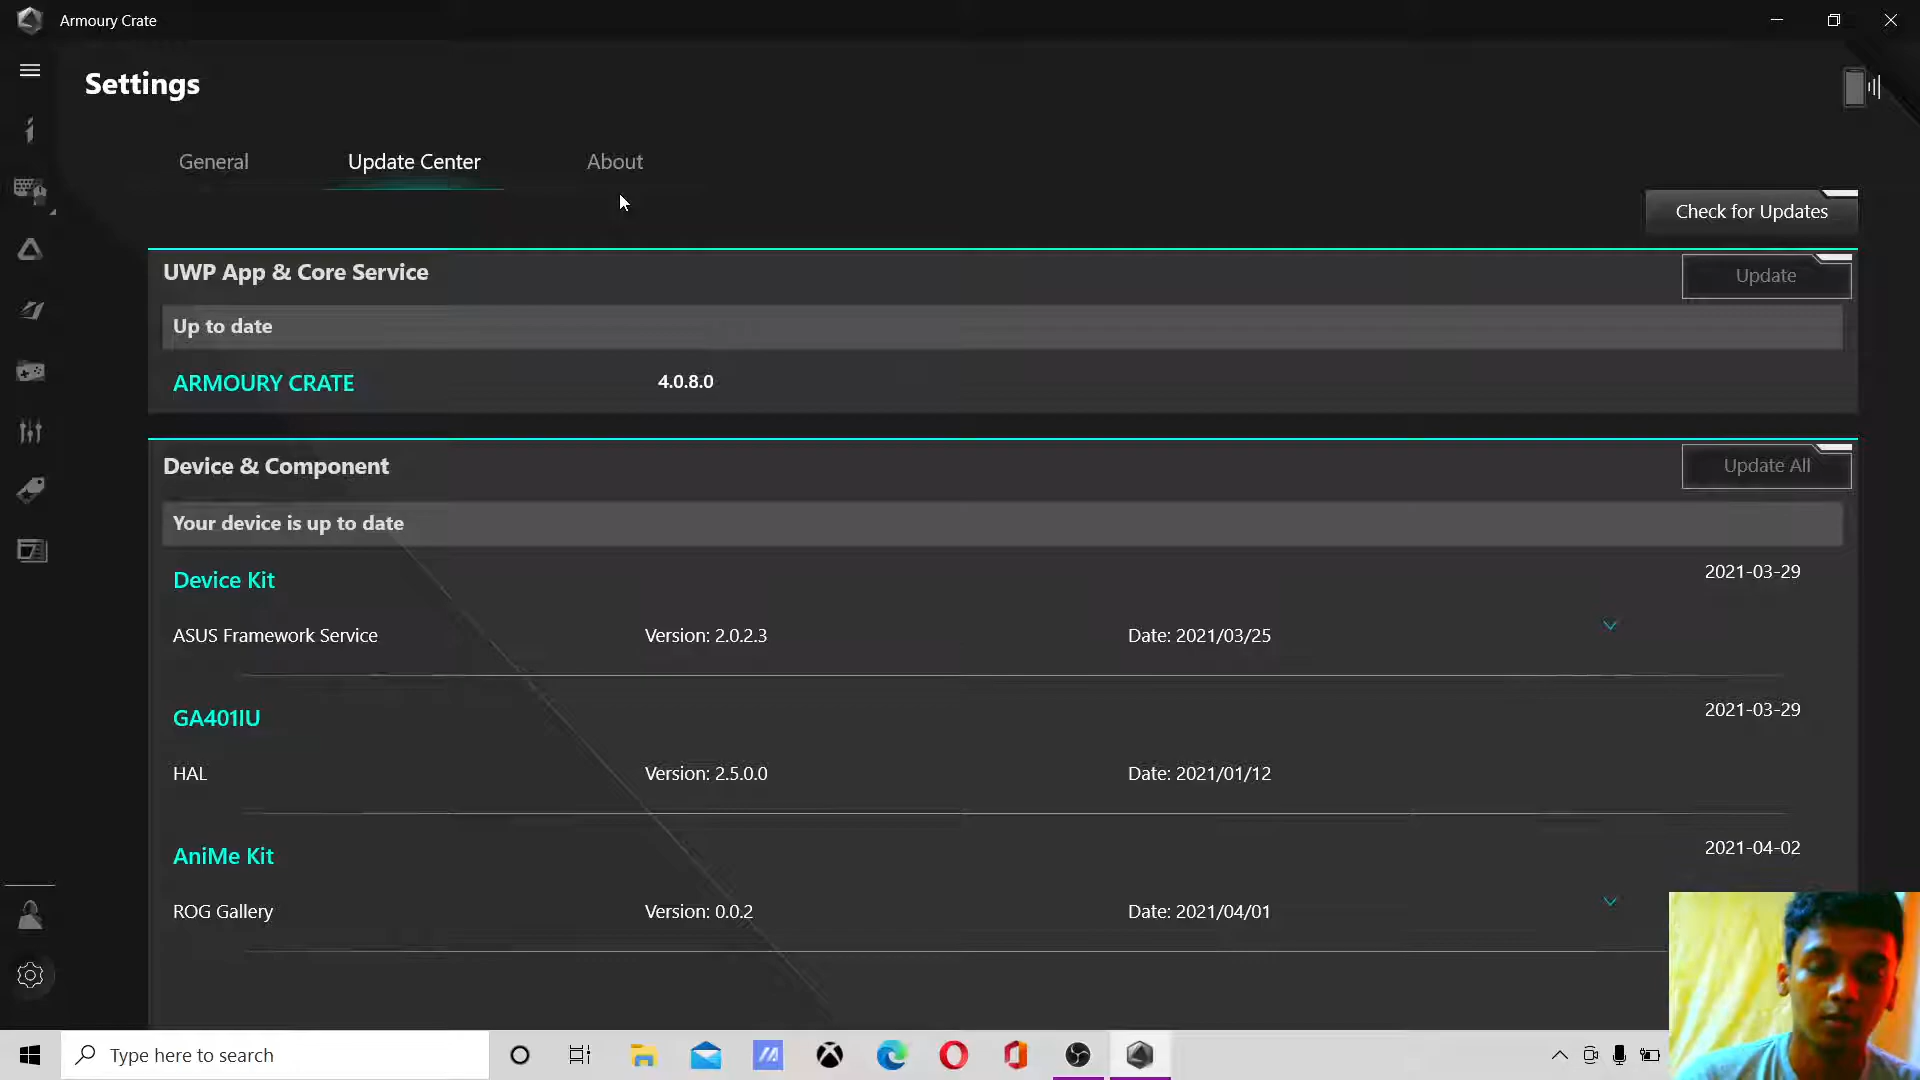 Armoury Crate
Settings
General
Update Center
About
Check for Updates
UWP App & Core Service
Update
Up to date
ARMOURY CRATE
4.0.8.0
Device & Component
Update All
Your device is up to date
Device Kit
2021-03-29
ASUS Framework Service
Version: 2.0.2.3
Date: 2021/03/25
GA401IU
2021-03-29
HAL
Version: 2.5.0.0
Date: 2021/01/12
AniMe Kit
2021-04-02
ROG Gallery
Version: 0.0.2
Date: 2021/04/01
Type here to search